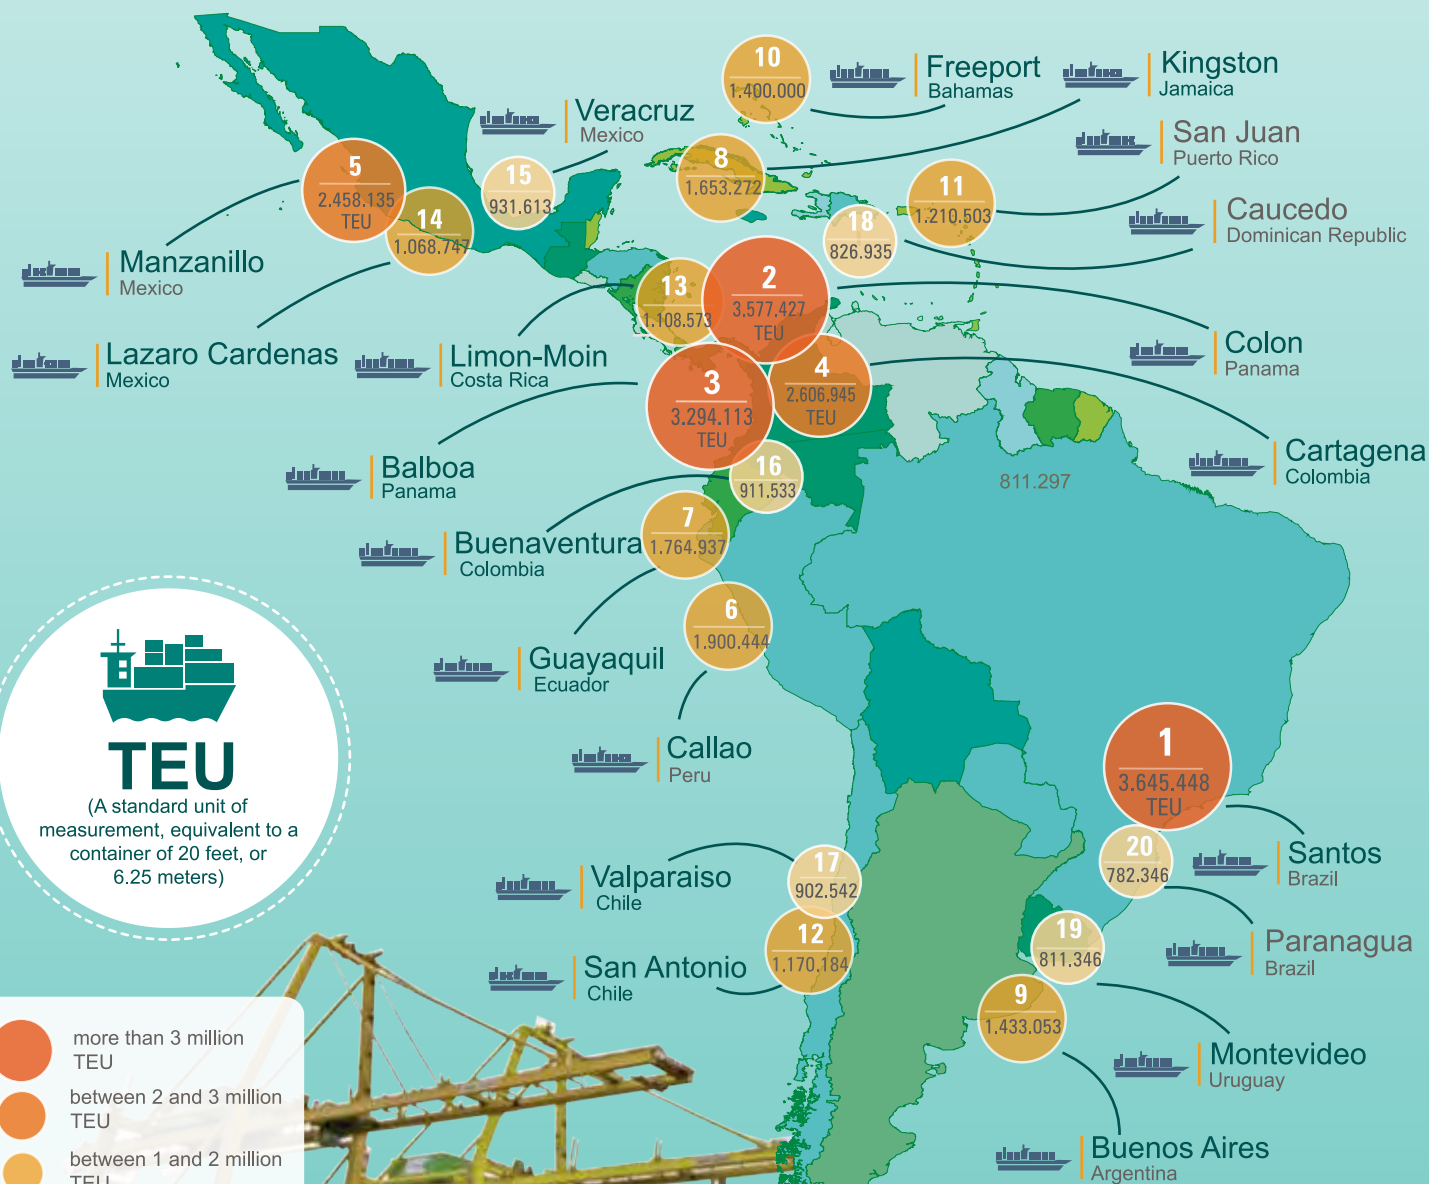 10
1.400.000
Freeport
Bahamas
Kingston
Jamaica
Veracruz
Mexico
San Juan
Puerto Rico
5
2.458.135
TEU
15
931.613
8
1.653.272
11
1.210.503
14
1.068.747
18
826.935
Caucedo
Dominican Republic
Manzanillo
Mexico
13
1.108.573
2
3.577.427
TEU
Lazaro Cardenas
Mexico
Limon-Moin
Costa Rica
Colon
Panama
3
3.294.113
TEU
4
2.606.945
TEU
Balboa
Panama
Cartagena
Colombia
16
911.533
811.297
7
1.764.937
Buenaventura
Colombia
6
1.900.444
Guayaquil
Ecuador
Callao
Peru
TEU
(A standard unit of
measurement, equivalent to a
container of 20 feet, or
6.25 meters)
1
3.645.448
TEU
17
902.542
20
782.346
Santos
Brazil
Valparaiso
Chile
12
1.170.184
19
811.346
Paranagua
Brazil
San Antonio
Chile
9
1.433.053
Montevideo
Uruguay
Buenos Aires
Argentina
more than 3 million
TEU
between 2 and 3 million
TEU
between 1 and 2 million
TEU